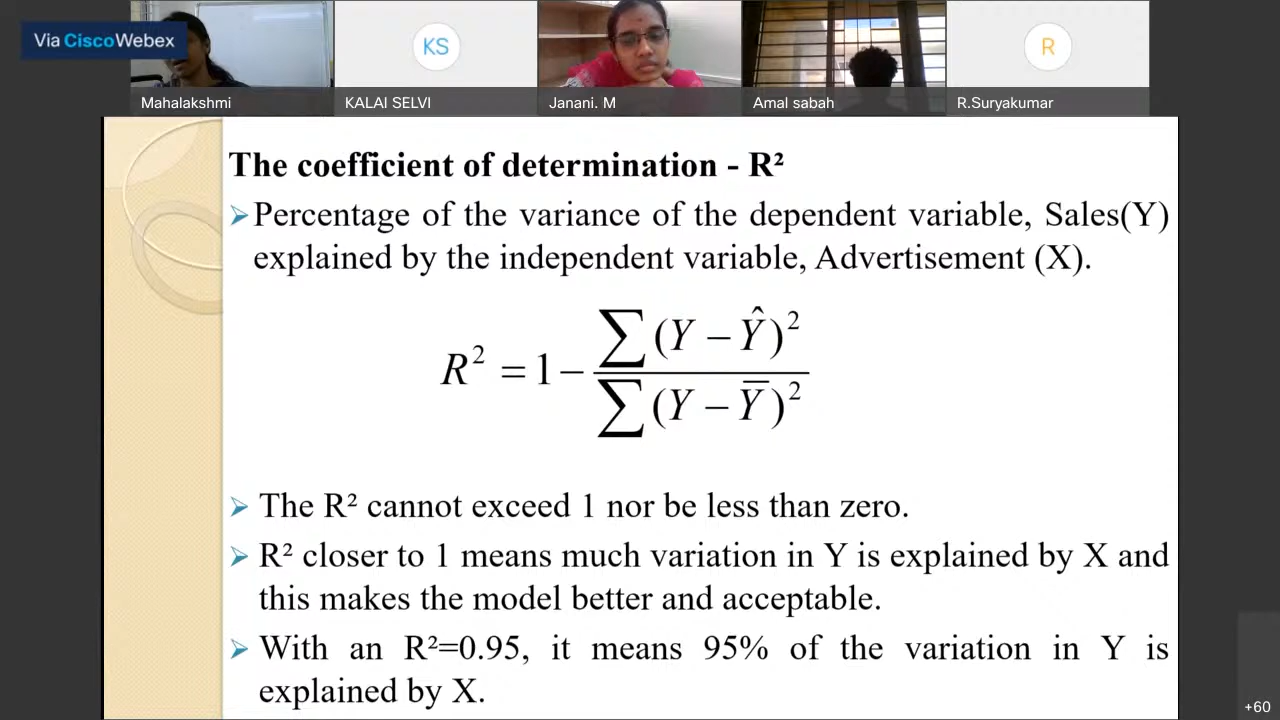 Via CiscoWebex
KS
R
Mahalakshmi
KALAI SELVI
Janani. M
Amal sabah
R.Suryakumar
The coefficient of determination - R²
➢Percentage of the variance of the dependent variable, Sales(Y)
explained by the independent variable, Advertisement (X).
∑(Y – Ŷ)²
R² = 1 –
∑(Y – Y̅)²
➢ The R² cannot exceed 1 nor be less than zero.
➢ R² closer to 1 means much variation in Y is explained by X and
this makes the model better and acceptable.
➢ With an R²=0.95, it means 95% of the variation in Y is
explained by X.
+60